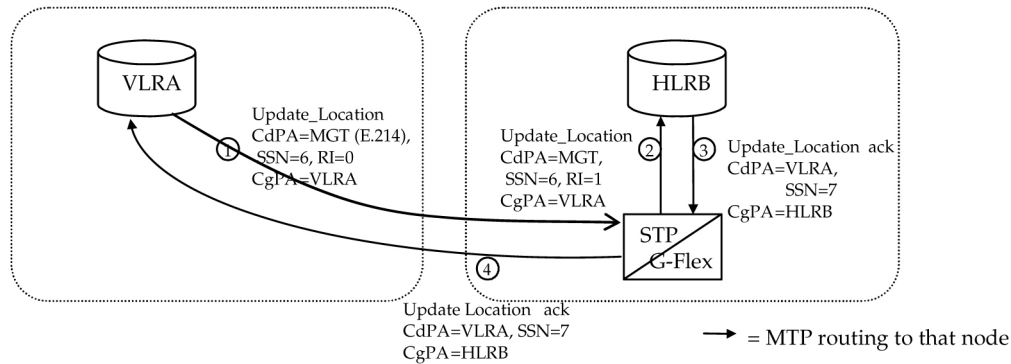 VLRA
HLRB
Update_Location
CdPA=MGT (E.214),
SSN=6, RI=0
CgPA=VLRA
1
Update_Location
CdPA=MGT,
SSN=6, RI=1
CgPA=VLRA
2
3
Update_Location ack
CdPA=VLRA,
SSN=7
CgPA=HLRB
STP
G-Flex
4
Update Location ack
CdPA=VLRA, SSN=7
CgPA=HLRB
= MTP routing to that node